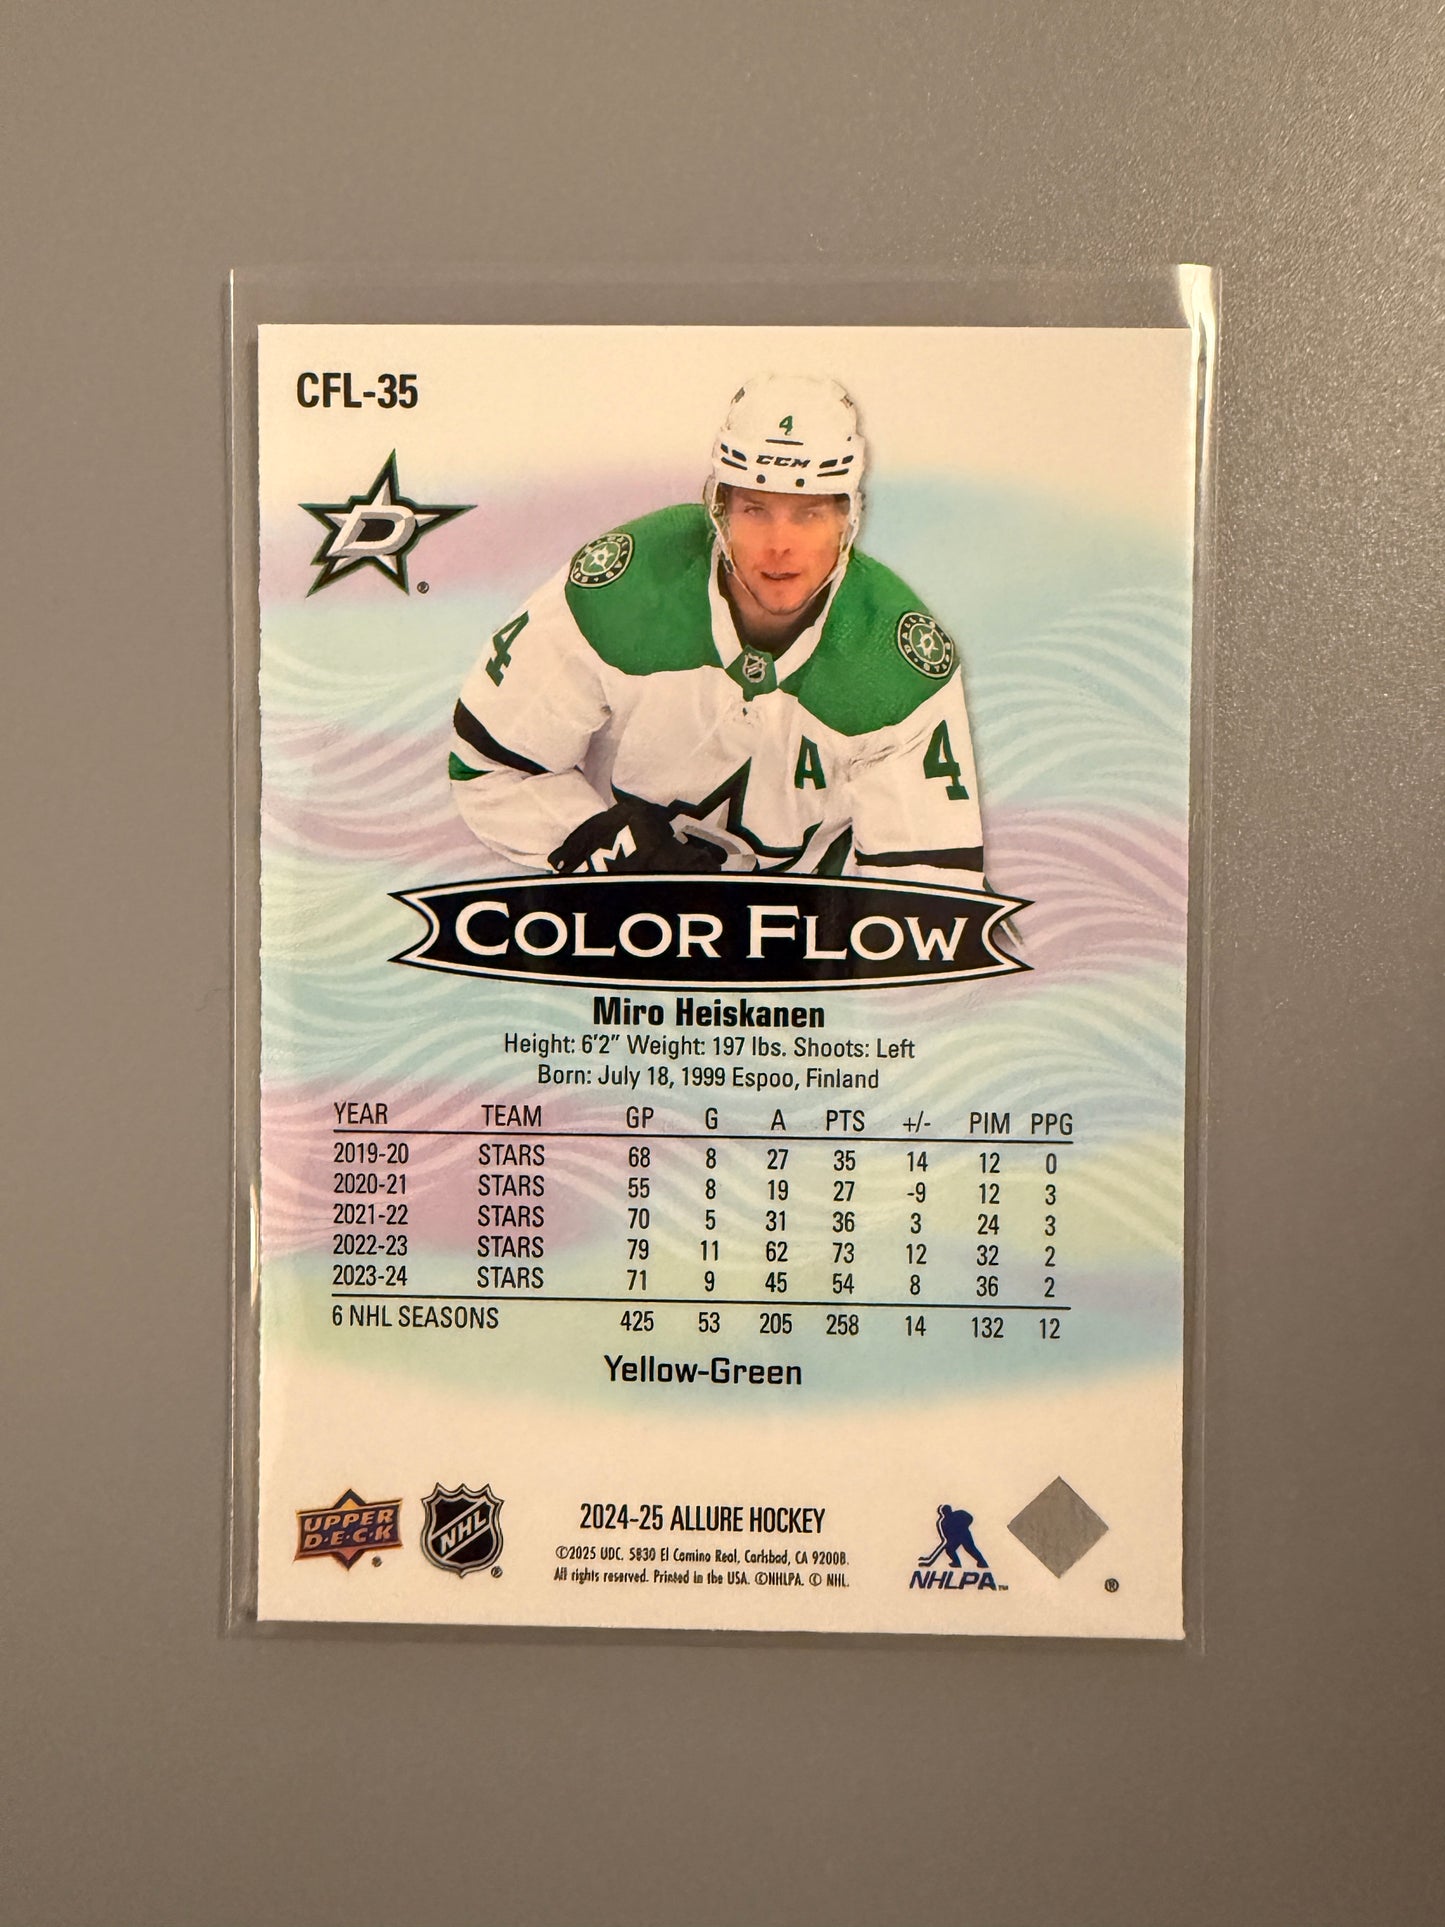 CFL-35
4
CCM
D
®
4
A
4
COLOR FLOW
Miro Heiskanen
Height: 6'2" Weight: 197 lbs. Shoots: Left
Born: July 18, 1999 Espoo, Finland
YEAR TEAM GP G A PTS +/- PIM PPG
2019-20 STARS 68 8 27 35 14 12 0
2020-21 STARS 55 8 19 27 -9 12 3
2021-22 STARS 70 5 31 36 3 24 3
2022-23 STARS 79 11 62 73 12 32 2
2023-24 STARS 71 9 45 54 8 36 2
6 NHL SEASONS 425 53 205 258 14 132 12
Yellow-Green
UPPER
D·E·C·K
®
NHL
®
2024-25 ALLURE HOCKEY
©2025 UDC. 5830 El Camino Real, Carlsbad, CA 92008.
All rights reserved. Printed in the USA. ©NHLPA. © NHL.
NHLPA™
®